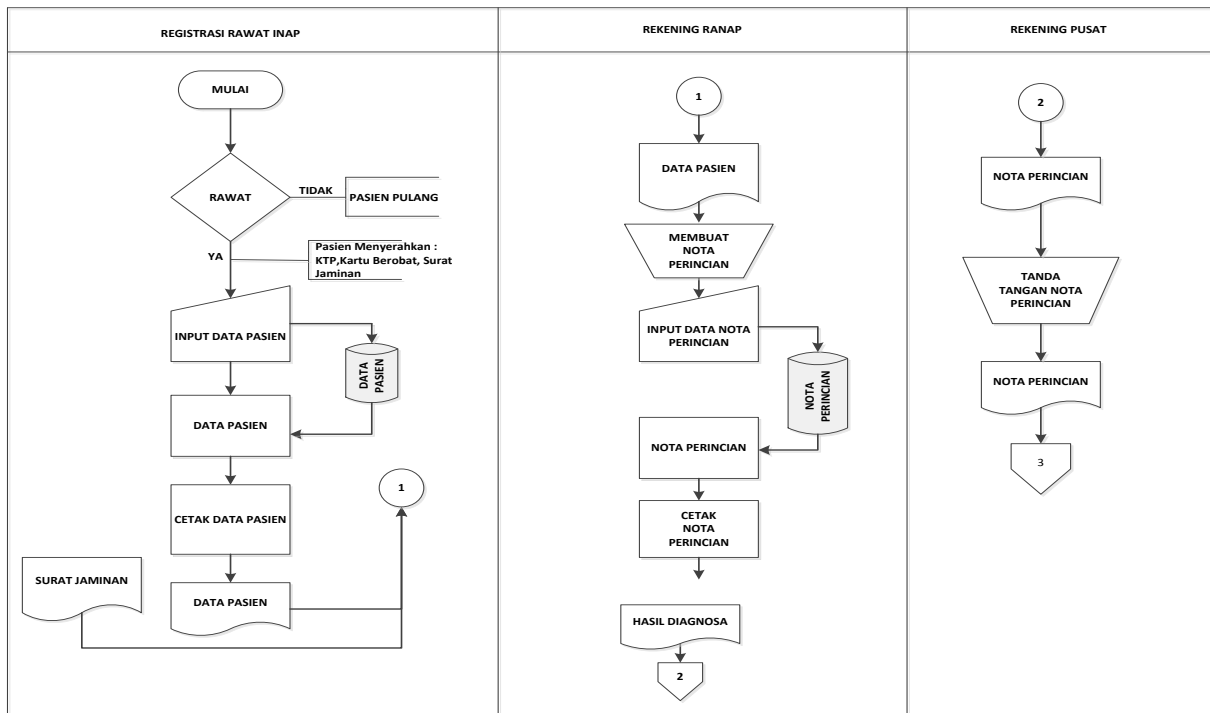 REGISTRASI RAWAT INAP
MULAI
RAWAT
TIDAK
PASIEN PULANG
YA
Pasien Menyerahkan :
KTP,Kartu Berobat, Surat
Jaminan
INPUT DATA PASIEN
DATA
PASIEN
DATA PASIEN
CETAK DATA PASIEN
1
SURAT JAMINAN
DATA PASIEN
REKENING RANAP
1
DATA PASIEN
MEMBUAT
NOTA
PERINCIAN
INPUT DATA NOTA
PERINCIAN
NOTA
PERINCIAN
NOTA PERINCIAN
CETAK
NOTA
PERINCIAN
HASIL DIAGNOSA
2
REKENING PUSAT
2
NOTA PERINCIAN
TANDA
TANGAN NOTA
PERINCIAN
NOTA PERINCIAN
3